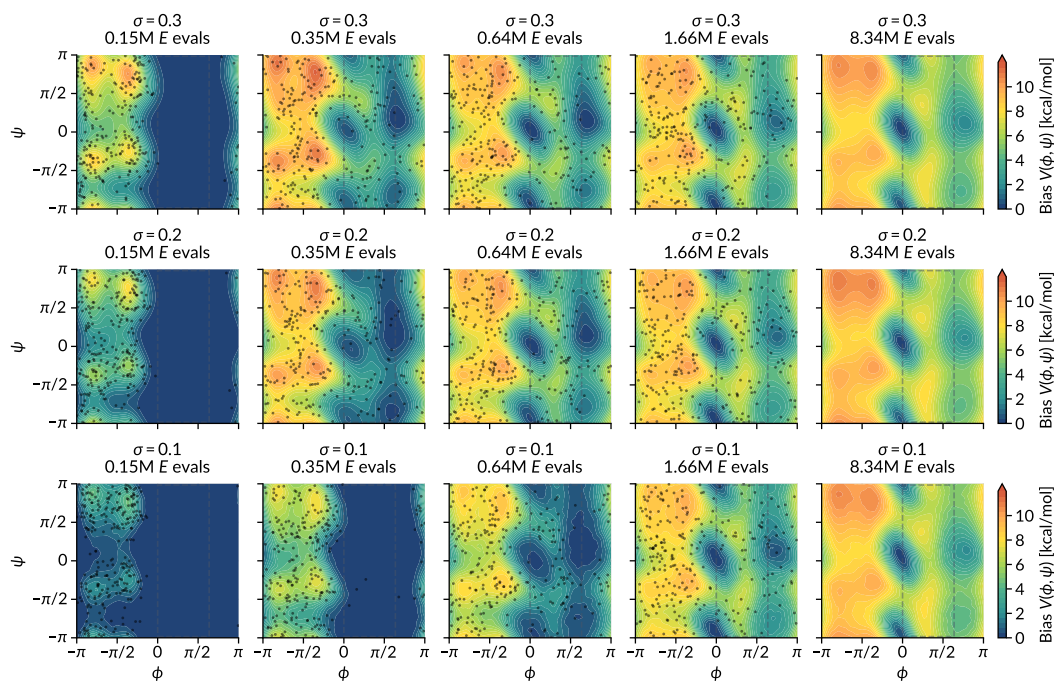 σ = 0.3 σ = 0.3 σ = 0.3 σ = 0.3 σ = 0.3
0.15M E evals 0.35M E evals 0.64M E evals 1.66M E evals 8.34M E evals
π
π/2
0
−π/2
−π
ψ
10
8
6
4
2
0
Bias V(ϕ, ψ) [kcal/mol]
σ = 0.2 σ = 0.2 σ = 0.2 σ = 0.2 σ = 0.2
0.15M E evals 0.35M E evals 0.64M E evals 1.66M E evals 8.34M E evals
π
π/2
0
−π/2
−π
ψ
10
8
6
4
2
0
Bias V(ϕ, ψ) [kcal/mol]
σ = 0.1 σ = 0.1 σ = 0.1 σ = 0.1 σ = 0.1
0.15M E evals 0.35M E evals 0.64M E evals 1.66M E evals 8.34M E evals
π
π/2
0
−π/2
−π
ψ
10
8
6
4
2
0
Bias V(ϕ, ψ) [kcal/mol]
−π −π/2 0 π/2 π −π −π/2 0 π/2 π −π −π/2 0 π/2 π −π −π/2 0 π/2 π −π −π/2 0 π/2 π
ϕ ϕ ϕ ϕ ϕ